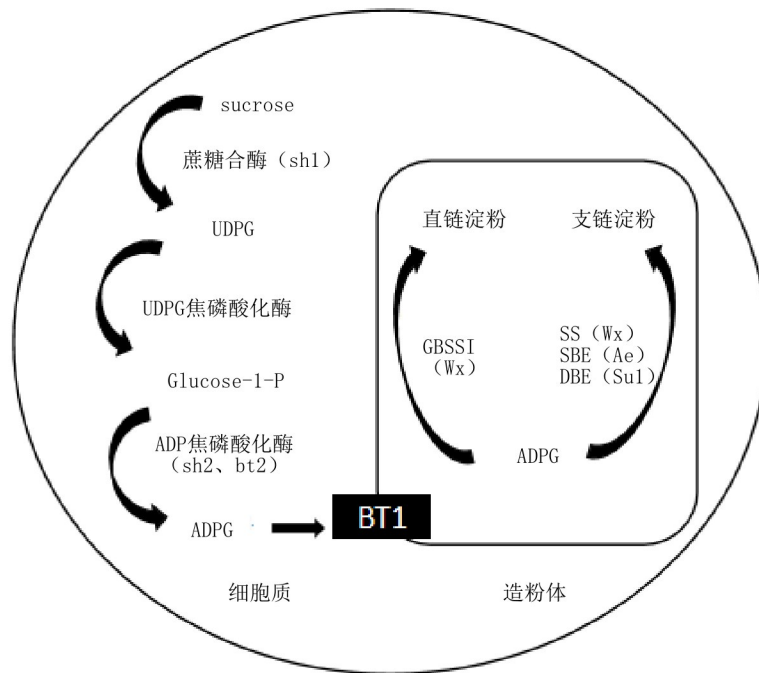 sucrose
蔗糖合酶（sh1）
UDPG
UDPG焦磷酸化酶
Glucose-1-P
ADP焦磷酸化酶
（sh2、bt2）
ADPG
BT1
细胞质
直链淀粉
支链淀粉
GBSSI
（Wx）
SS（Wx）
SBE（Ae）
DBE（Su1）
ADPG
造粉体